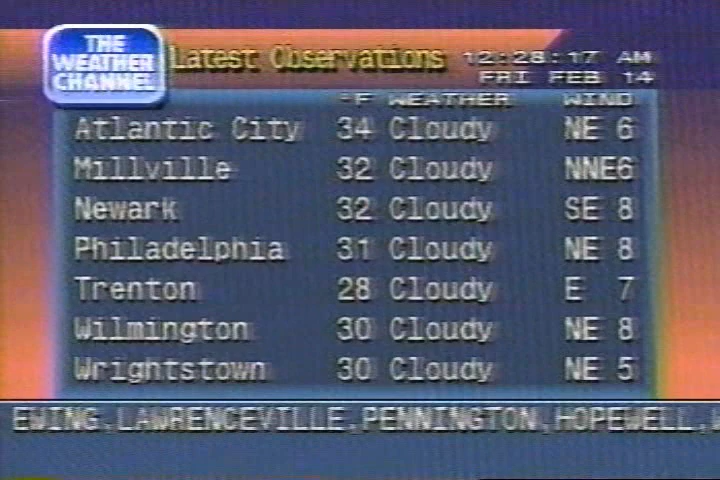 THE
WEATHER
CHANNEL
Latest Observations 12:28:17 AM
FRI FEB 14
°F WEATHER WIND
Atlantic City 34 Cloudy NE 6
Millville 32 Cloudy NNE6
Newark 32 Cloudy SE 8
Philadelphia 31 Cloudy NE 8
Trenton 28 Cloudy E 7
Wilmington 30 Cloudy NE 8
Wrightstown 30 Cloudy NE 5
EWING,LAWRENCEVILLE,PENNINGTON,HOPEWELL,